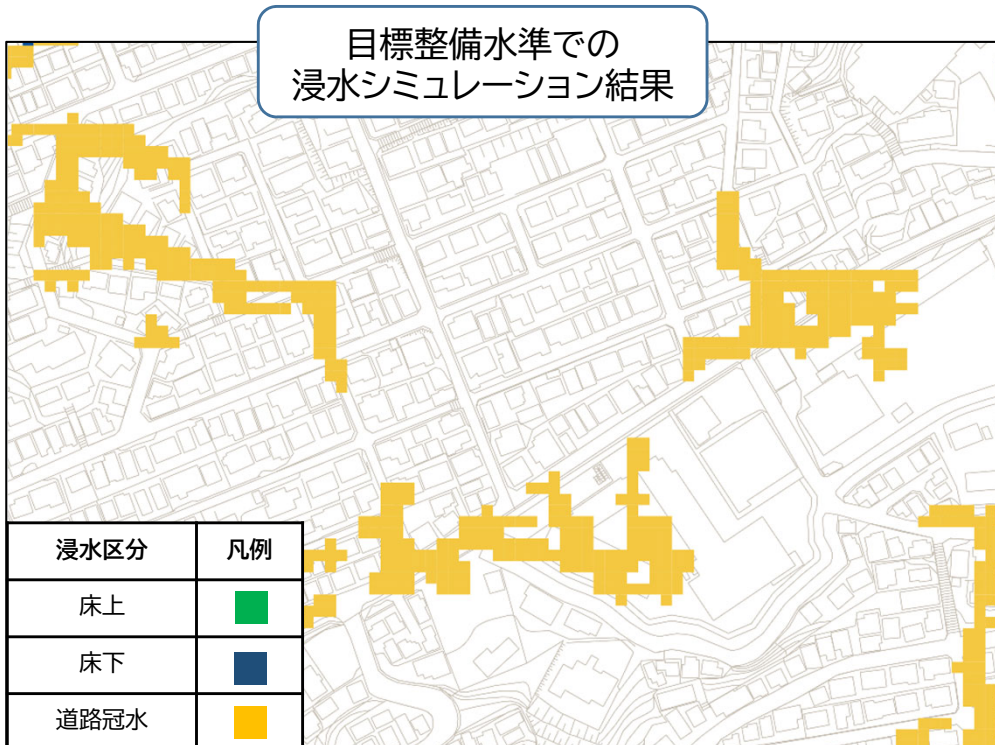 目標整備水準での
浸水シミュレーション結果
浸水区分 凡例
床上
床下
道路冠水